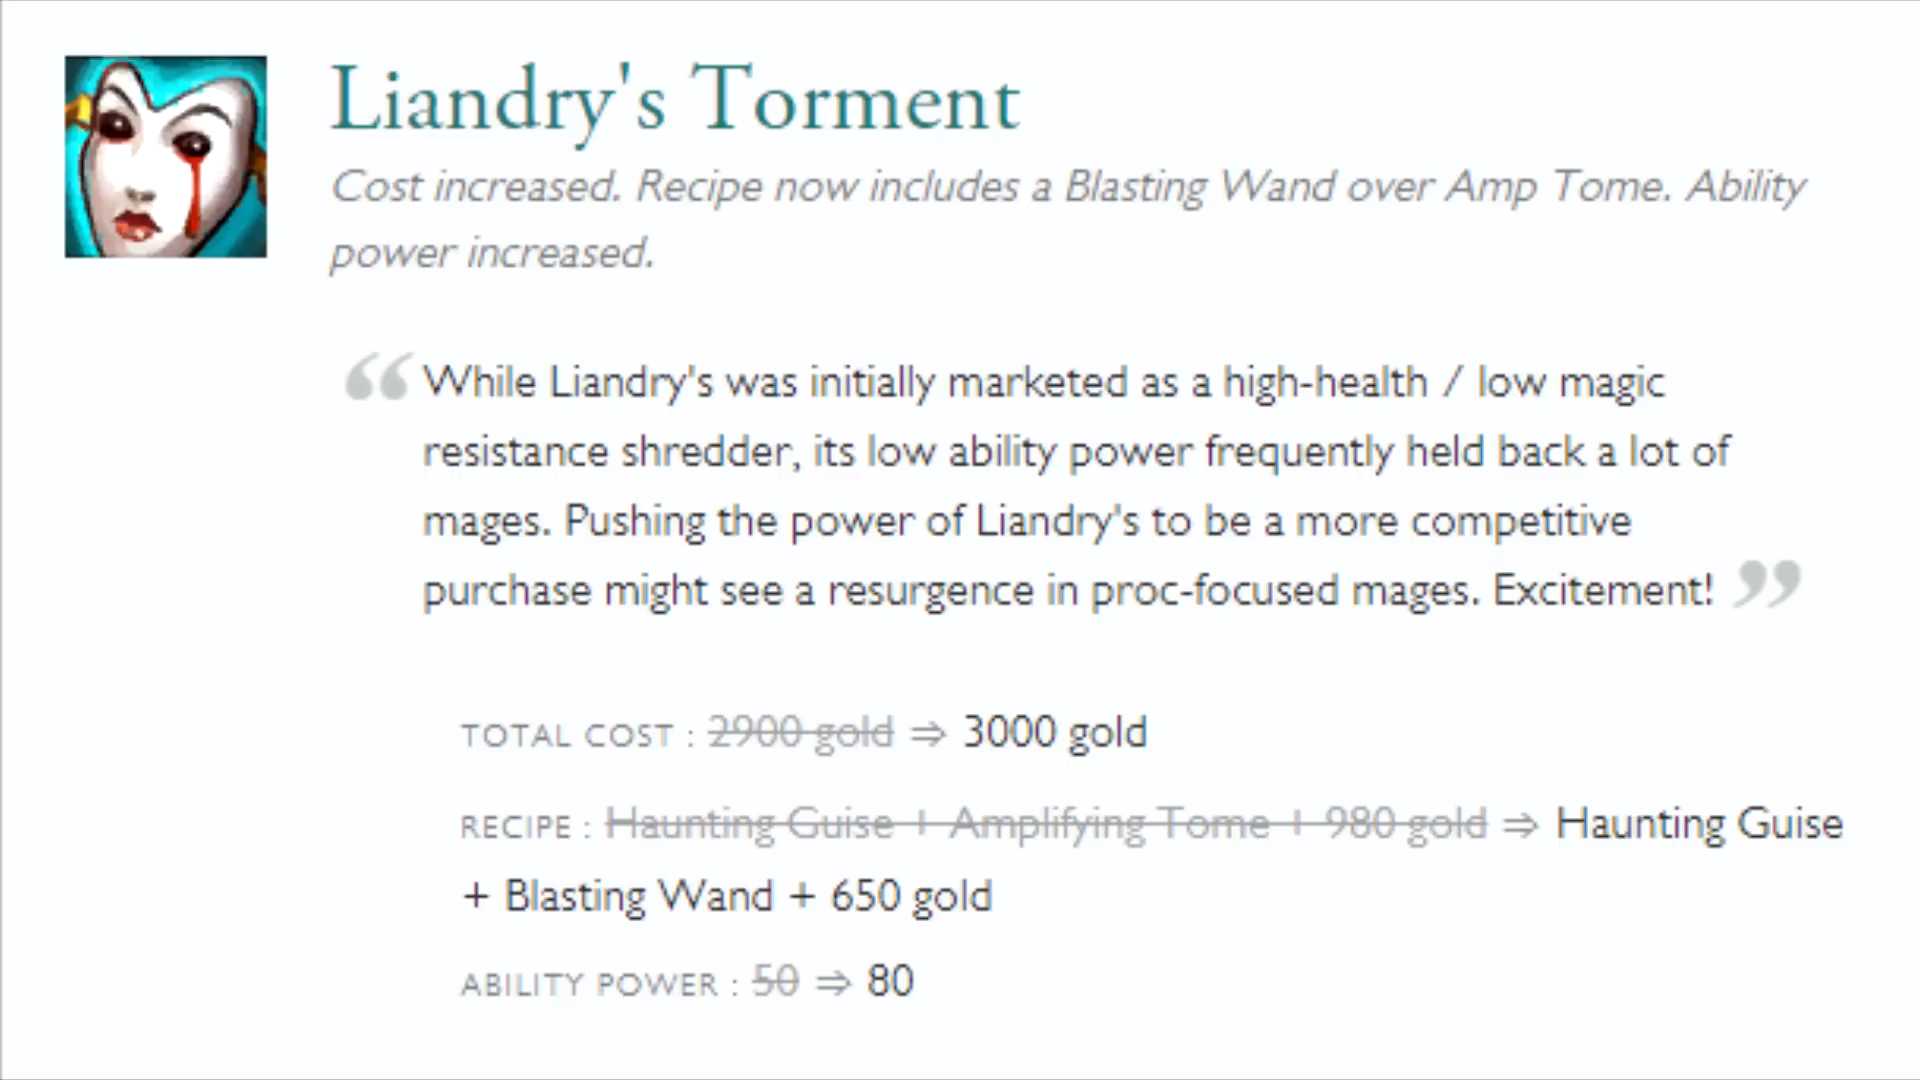 Liandry's Torment
Cost increased. Recipe now includes a Blasting Wand over Amp Tome. Ability
power increased.
“While Liandry's was initially marketed as a high-health / low magic
resistance shredder, its low ability power frequently held back a lot of
mages. Pushing the power of Liandry's to be a more competitive
purchase might see a resurgence in proc-focused mages. Excitement!”
TOTAL COST : 2900 gold ⇒ 3000 gold
RECIPE : Haunting Guise + Amplifying Tome + 980 gold ⇒ Haunting Guise
+ Blasting Wand + 650 gold
ABILITY POWER : 50 ⇒ 80